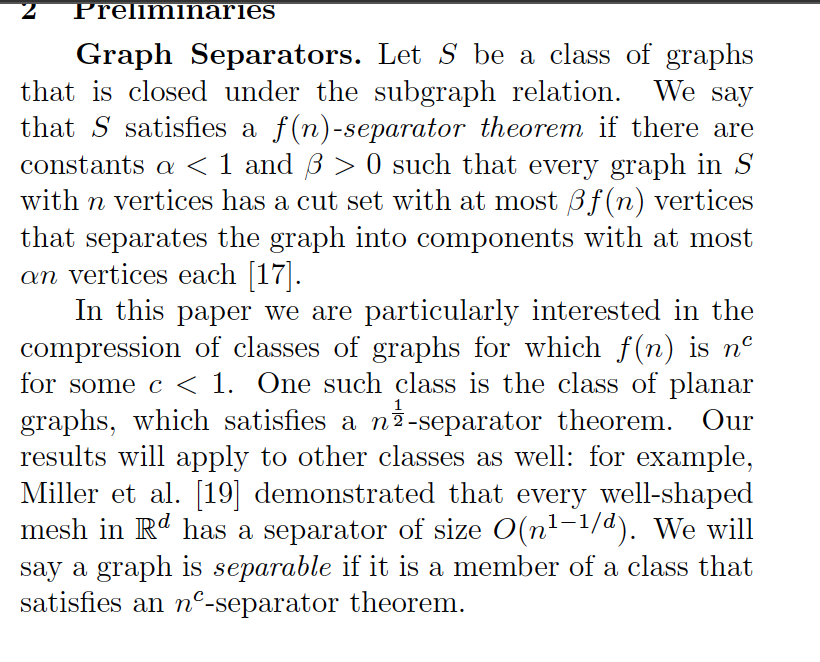 2 Preliminaries
Graph Separators. Let S be a class of graphs
that is closed under the subgraph relation. We say
that S satisfies a f(n)-separator theorem if there are
constants α < 1 and β > 0 such that every graph in S
with n vertices has a cut set with at most βf(n) vertices
that separates the graph into components with at most
αn vertices each [17].
In this paper we are particularly interested in the
compression of classes of graphs for which f(n) is n^c
for some c < 1. One such class is the class of planar
graphs, which satisfies a n^{1/2}-separator theorem. Our
results will apply to other classes as well: for example,
Miller et al. [19] demonstrated that every well-shaped
mesh in ℝ^d has a separator of size O(n^{1−1/d}). We will
say a graph is separable if it is a member of a class that
satisfies an n^c-separator theorem.